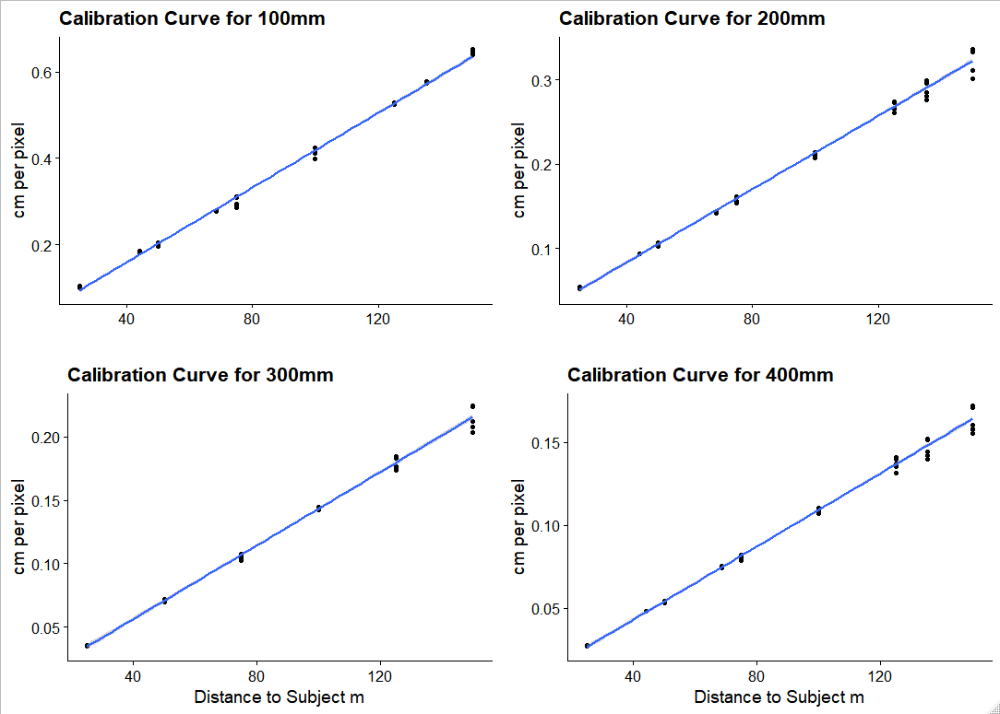 Calibration Curve for 100mm
cm per pixel
0.6
0.4
0.2
40 80 120
Calibration Curve for 200mm
cm per pixel
0.3
0.2
0.1
40 80 120
Calibration Curve for 300mm
cm per pixel
0.20
0.15
0.10
0.05
40 80 120
Distance to Subject m
Calibration Curve for 400mm
cm per pixel
0.15
0.10
0.05
40 80 120
Distance to Subject m